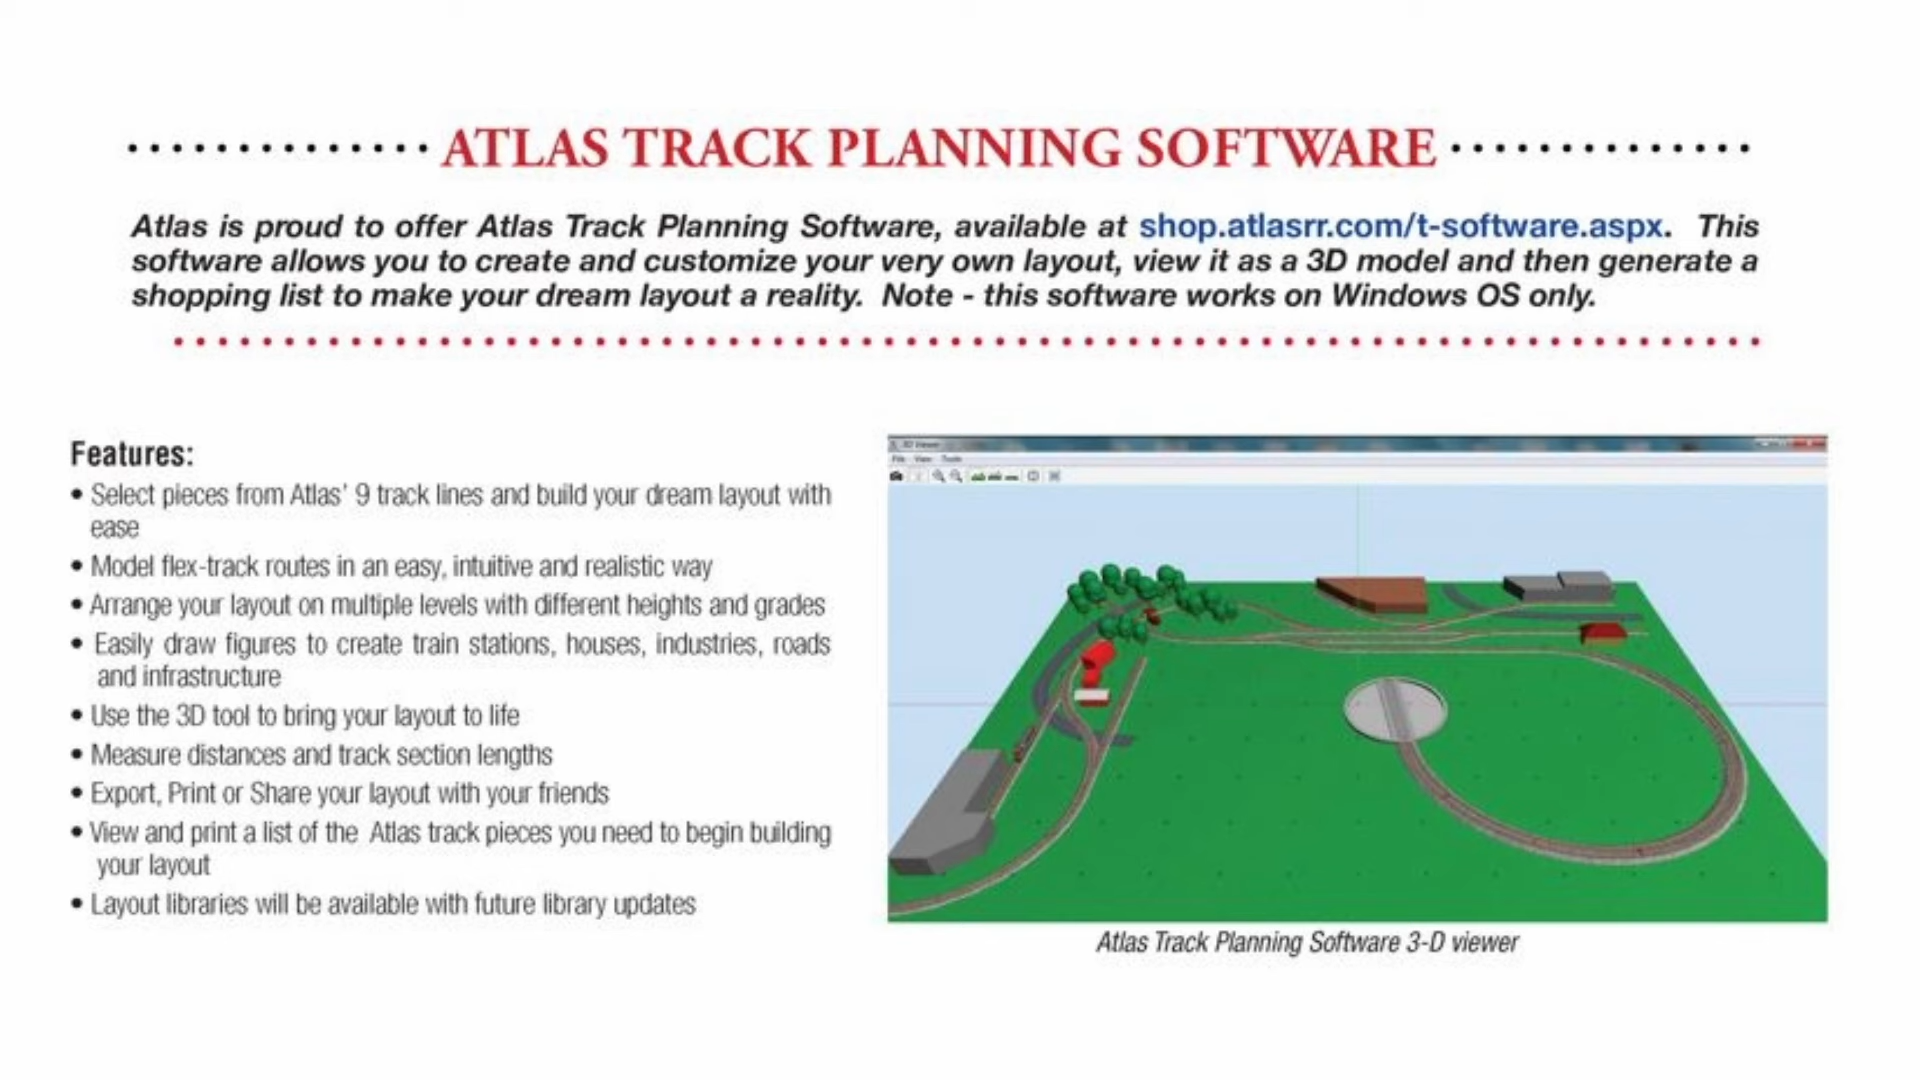 ATLAS TRACK PLANNING SOFTWARE
Atlas is proud to offer Atlas Track Planning Software, available at shop.atlasrr.com/t-software.aspx. This
software allows you to create and customize your very own layout, view it as a 3D model and then generate a
shopping list to make your dream layout a reality. Note - this software works on Windows OS only.
Features:
• Select pieces from Atlas' 9 track lines and build your dream layout with
ease
• Model flex-track routes in an easy, intuitive and realistic way
• Arrange your layout on multiple levels with different heights and grades
• Easily draw figures to create train stations, houses, industries, roads
and infrastructure
• Use the 3D tool to bring your layout to life
• Measure distances and track section lengths
• Export, Print or Share your layout with your friends
• View and print a list of the Atlas track pieces you need to begin building
your layout
• Layout libraries will be available with future library updates
3D Viewer
File View Tools
Atlas Track Planning Software 3-D viewer